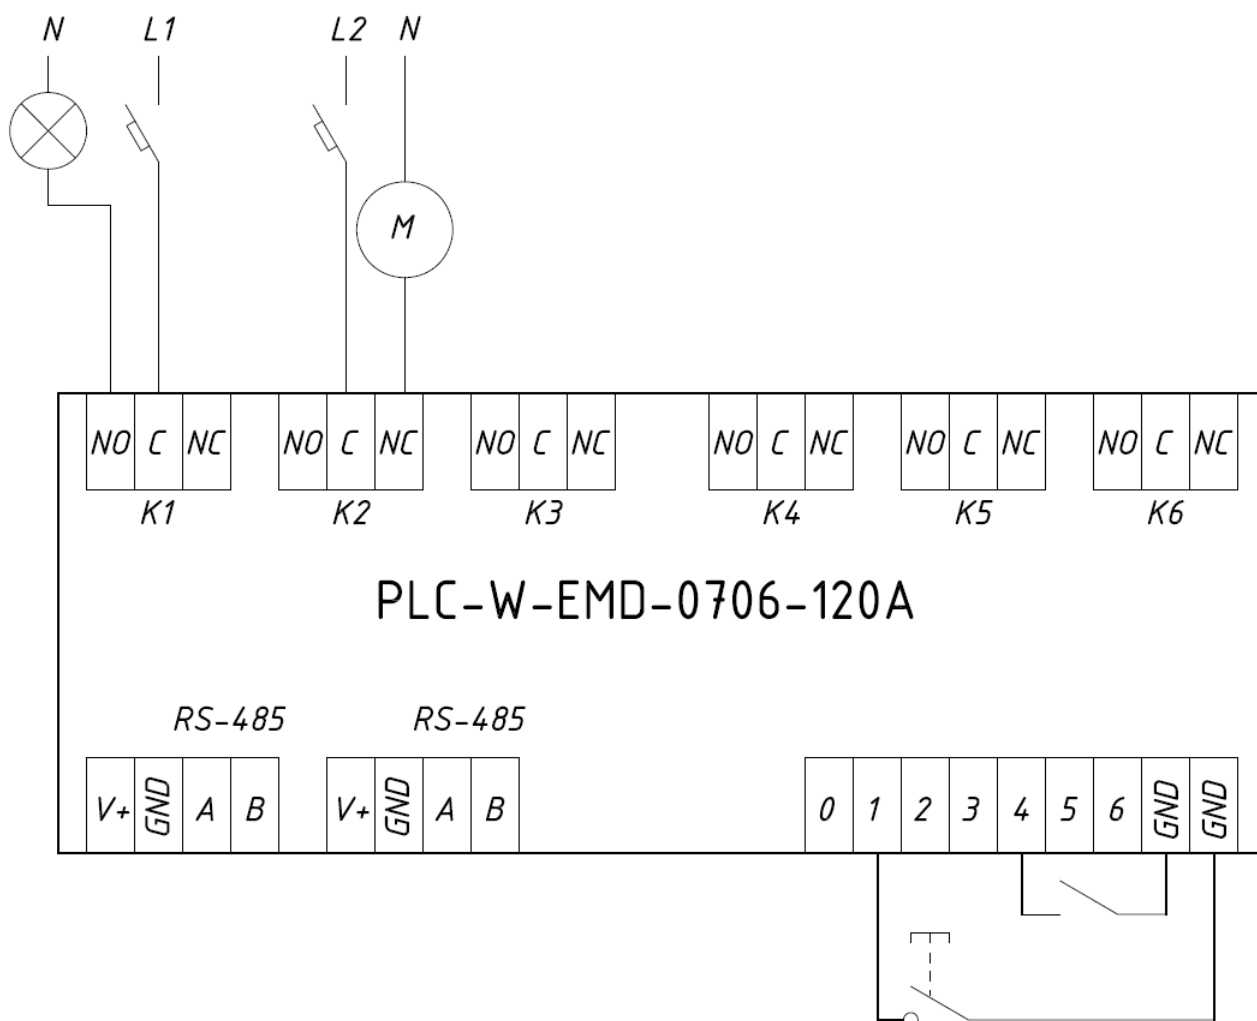 N L1 L2 N
M
NO C NC NO C NC NO C NC NO C NC NO C NC NO C NC
K1 K2 K3 K4 K5 K6
PLC-W-EMD-0706-120A
RS-485 RS-485
V+ GND A B V+ GND A B 0 1 2 3 4 5 6 GND GND